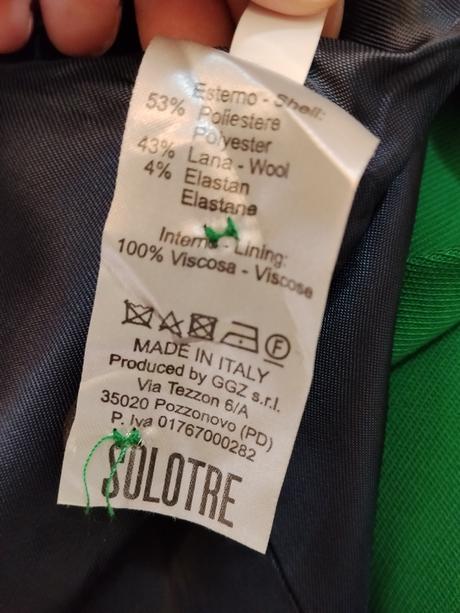 Esterno - Shell:
53% Poliestere
Polyester
43% Lana - Wool
4% Elastan
Elastane
Interno - Lining:
100% Viscosa - Viscose
F
MADE IN ITALY
Produced by GGZ s.r.l.
Via Tezzon 6/A
35020 Pozzonovo (PD)
P. Iva 01767000282
SOLOTRE